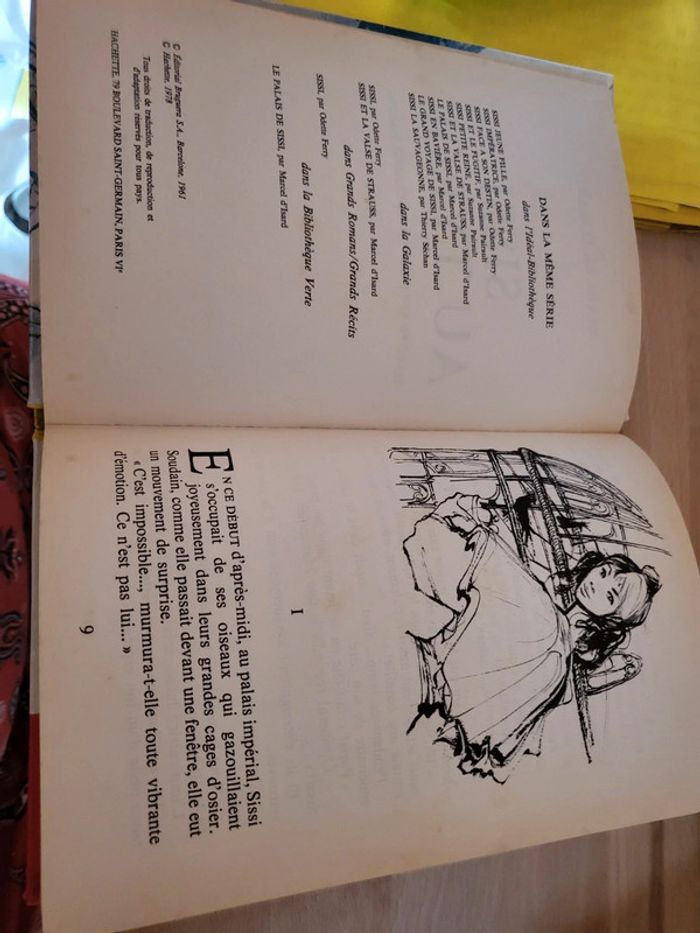 DANS LA MÊME SÉRIE
dans l'Idéal-Bibliothèque
SISSI JEUNE FILLE, par Odette Ferry
SISSI IMPÉRATRICE, par Odette Ferry
SISSI FACE A SON DESTIN, par Odette Ferry
SISSI ET LE FUGITIF, par Suzanne Pairault
SISSI PETITE REINE, par Suzanne Pairault
SISSI ET LA VALSE DE STRAUSS, par Marcel d'Isard
LE PALAIS DE SISSI, par Marcel d'Isard
SISSI EN BAVIÈRE, par Marcel d'Isard
LE GRAND VOYAGE DE SISSI, par Marcel d'Isard
SISSI LA SAUVAGEONNE, par Thierry Séchan
dans la Galaxie
SISSI, par Odette Ferry
SISSI ET LA VALSE DE STRAUSS, par Marcel d'Isard
dans Grands Romans/Grands Récits
SISSI, par Odette Ferry
dans la Bibliothèque Verte
LE PALAIS DE SISSI, par Marcel d'Isard
© Editorial Bruguera S.A., Barcelone, 1961
© Hachette, 1978
Tous droits de traduction, de reproduction et
d'adaptation réservés pour tous pays.
HACHETTE, 79 BOULEVARD SAINT-GERMAIN, PARIS VIe
I
EN CE DÉBUT d'après-midi, au palais impérial, Sissi
s'occupait de ses oiseaux qui gazouillaient
joyeusement dans leurs grandes cages d'osier.
Soudain, comme elle passait devant une fenêtre, elle eut
un mouvement de surprise.
« C'est impossible..., murmura-t-elle toute vibrante
d'émotion. Ce n'est pas lui... »
9